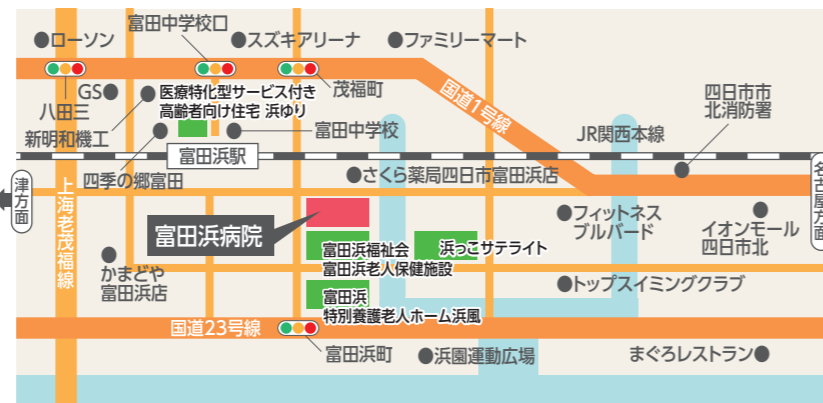 富田中学校口
ローソン
スズキアリーナ
ファミリーマート
GS
八田三
新明和機工
医療特化型サービス付き
高齢者向け住宅 浜ゆり
茂福町
富田中学校
国道1号線
四日市市
北消防署
JR関西本線
富田浜駅
四季の郷富田
さくら薬局四日市富田浜店
津方面
名古屋方面
上海老茂福線
富田浜病院
フィットネス
ブルバード
イオンモール
四日市北
かまどや
富田浜店
富田浜福祉会
富田浜老人保健施設
浜っこサテライト
トップスイミングクラブ
富田浜
特別養護老人ホーム浜風
国道23号線
富田浜町
浜園運動広場
まぐろレストラン